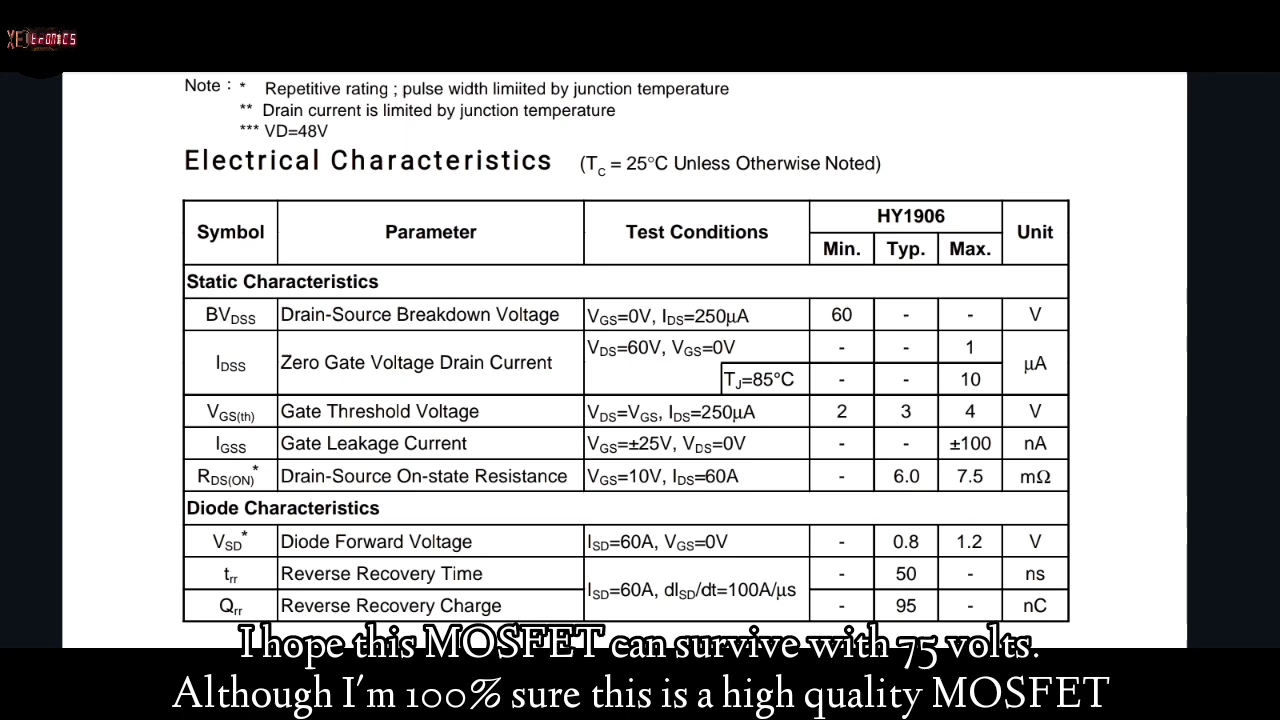 XEJtronics
Note : * Repetitive rating ; pulse width limiited by junction temperature
** Drain current is limited by junction temperature
*** VD=48V
Electrical Characteristics (TC = 25°C Unless Otherwise Noted)
Symbol Parameter Test Conditions HY1906 Unit
Min. Typ. Max.
Static Characteristics
BVDSS Drain-Source Breakdown Voltage VGS=0V, IDS=250μA 60 - - V
IDSS Zero Gate Voltage Drain Current VDS=60V, VGS=0V - - 1 μA
TJ=85°C - - 10
VGS(th) Gate Threshold Voltage VDS=VGS, IDS=250μA 2 3 4 V
IGSS Gate Leakage Current VGS=±25V, VDS=0V - - ±100 nA
RDS(ON)* Drain-Source On-state Resistance VGS=10V, IDS=60A - 6.0 7.5 mΩ
Diode Characteristics
VSD* Diode Forward Voltage ISD=60A, VGS=0V - 0.8 1.2 V
trr Reverse Recovery Time ISD=60A, dISD/dt=100A/μs - 50 - ns
Qrr Reverse Recovery Charge - 95 - nC
I hope this MOSFET can survive with 75 volts.
Although I'm 100% sure this is a high quality MOSFET